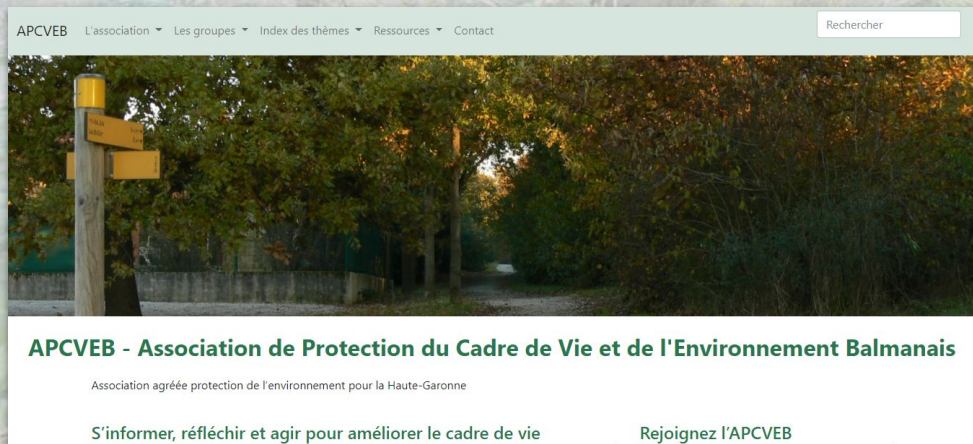 APCVEB L'association Les groupes Index des thèmes Ressources Contact Rechercher
APCVEB - Association de Protection du Cadre de Vie et de l'Environnement Balmanais
Association agréée protection de l'environnement pour la Haute-Garonne
S'informer, réfléchir et agir pour améliorer le cadre de vie
Rejoignez l'APCVEB